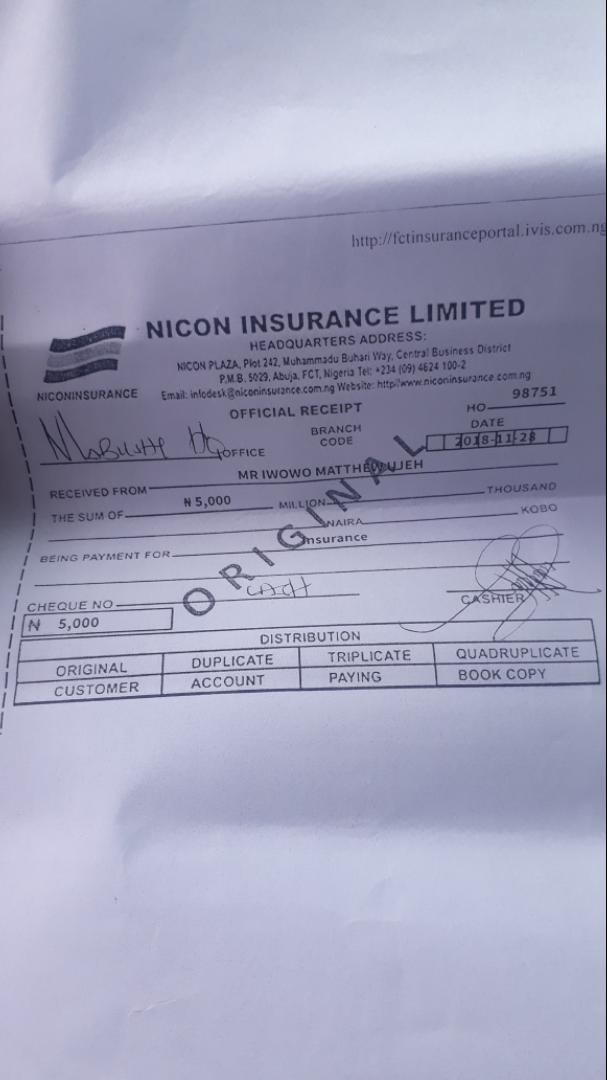 http://fctinsuranceportal.ivis.com.ng
NICON INSURANCE LIMITED
HEADQUARTERS ADDRESS:
NICON PLAZA, Plot 242, Muhammadu Buhari Way, Central Business District
P.M.B. 5029, Abuja, FCT, Nigeria Tel: +234 (09) 4624 100-2
Email: infodesk@niconinsurance.com.ng Website: http//www.niconinsurance.com.ng
NICONINSURANCE
OFFICIAL RECEIPT
HO 98751
OFFICE
BRANCH CODE
DATE
2018-11-28
RECEIVED FROM MR IWOWO MATTHEW UJEH
THE SUM OF ₦ 5,000 MILLION THOUSAND
NAIRA KOBO
BEING PAYMENT FOR Insurance
ORIGINAL
CHEQUE NO CASH
CASHIER
₦ 5,000
DISTRIBUTION
ORIGINAL DUPLICATE TRIPLICATE QUADRUPLICATE
CUSTOMER ACCOUNT PAYING BOOK COPY